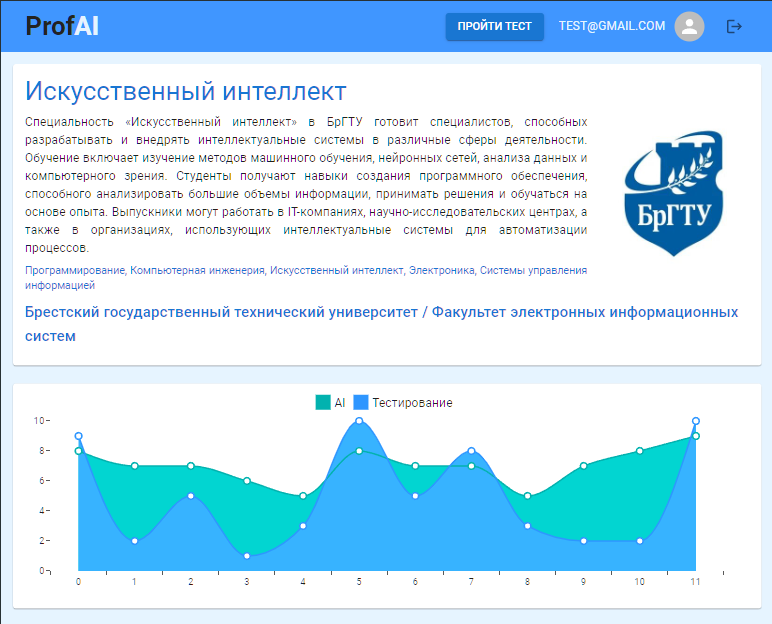 ProfAI
ПРОЙТИ ТЕСТ
TEST@GMAIL.COM
Искусственный интеллект
Специальность «Искусственный интеллект» в БрГТУ готовит специалистов, способных
разрабатывать и внедрять интеллектуальные системы в различные сферы деятельности.
Обучение включает изучение методов машинного обучения, нейронных сетей, анализа данных и
компьютерного зрения. Студенты получают навыки создания программного обеспечения,
способного анализировать большие объемы информации, принимать решения и обучаться на
основе опыта. Выпускники могут работать в IT-компаниях, научно-исследовательских центрах, а
также в организациях, использующих интеллектуальные системы для автоматизации
процессов.
Программирование, Компьютерная инженерия, Искусственный интеллект, Электроника, Системы управления
информацией
БрГТУ
Брестский государственный технический университет / Факультет электронных информационных
систем
AI Тестирование
10
8
6
4
2
0
0 1 2 3 4 5 6 7 8 9 10 11